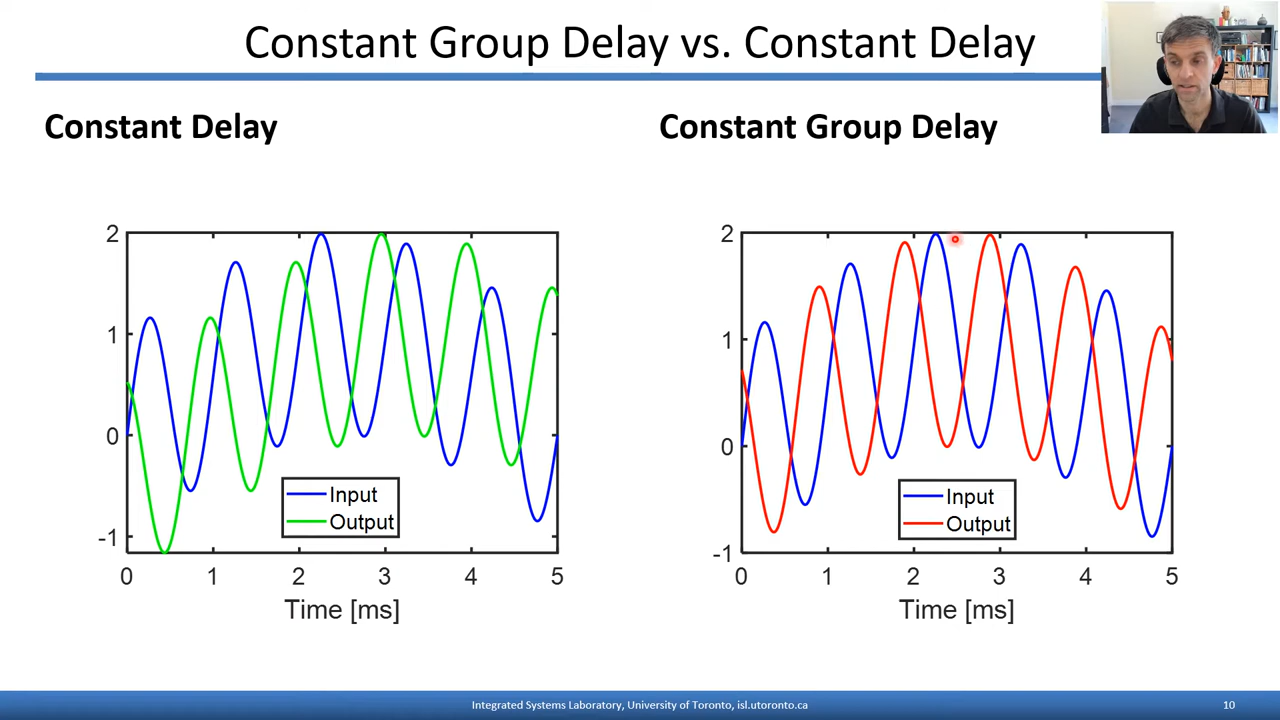 Constant Group Delay vs. Constant Delay
Constant Delay
Constant Group Delay
2
1
0
-1
0 1 2 3 4 5
Time [ms]
Input
Output
2
1
0
-1
0 1 2 3 4 5
Time [ms]
Input
Output
Integrated Systems Laboratory, University of Toronto, isl.utoronto.ca
10